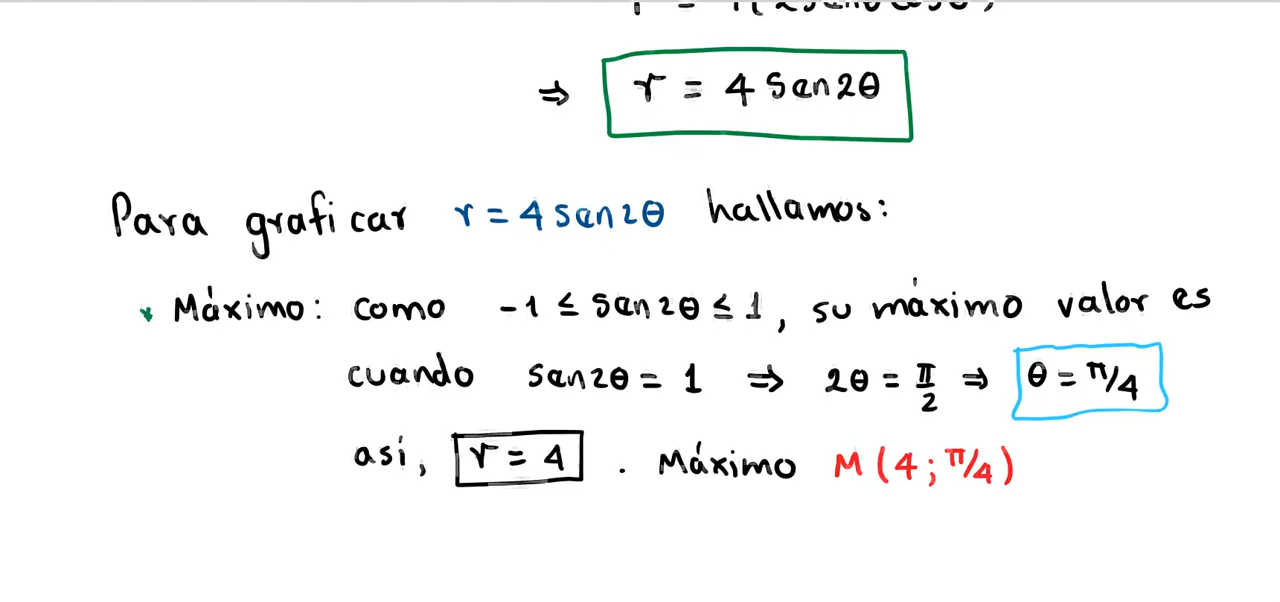 ⇒ r = 4 Sen2θ
Para graficar r = 4 sen2θ hallamos:
* Máximo: como -1 ≤ Sen2θ ≤ 1, su máximo valor es
cuando sen2θ = 1 ⇒ 2θ = π/2 ⇒ θ = π/4
así, r = 4 . Máximo M(4; π/4)